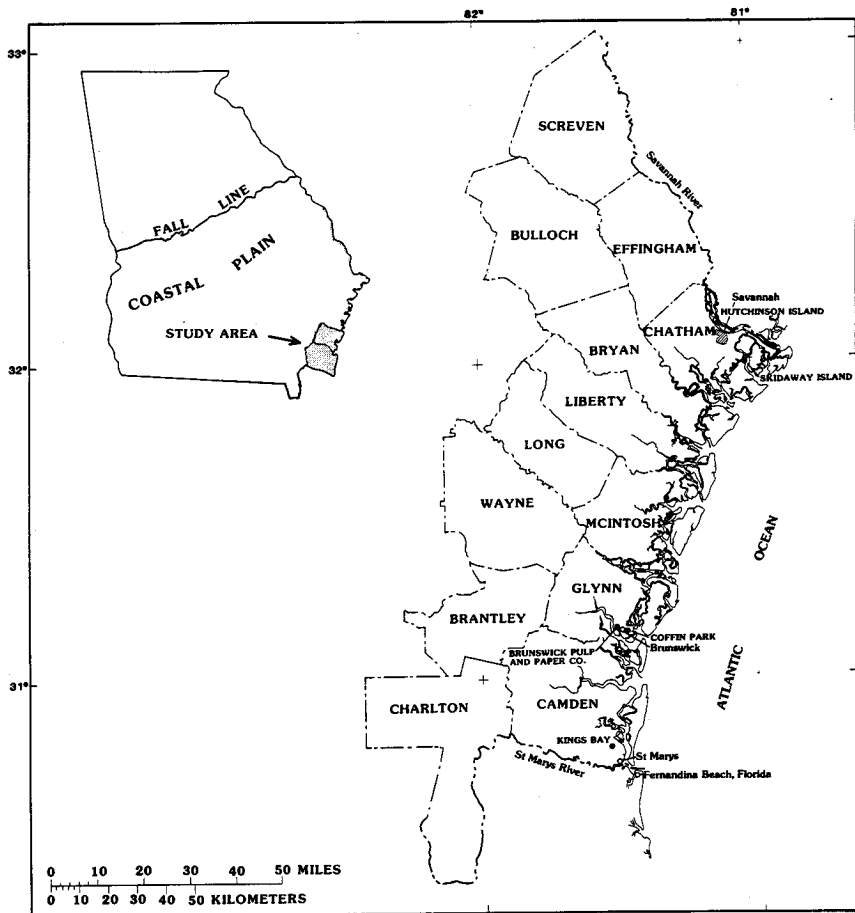 82°
81°
33°
SCREVEN
Savannah River
FALL LINE
BULLOCH
EFFINGHAM
COASTAL PLAIN
Savannah
HUTCHINSON ISLAND
STUDY AREA
CHATHAM
BRYAN
32°
SKIDAWAY ISLAND
LIBERTY
LONG
WAYNE
MCINTOSH
ATLANTIC OCEAN
GLYNN
BRANTLEY
COFFIN PARK
Brunswick
BRUNSWICK PULP
AND PAPER CO.
31°
CHARLTON
CAMDEN
KINGS BAY
St Marys
St Marys River
Fernandina Beach, Florida
0 10 20 30 40 50 MILES
0 10 20 30 40 50 KILOMETERS